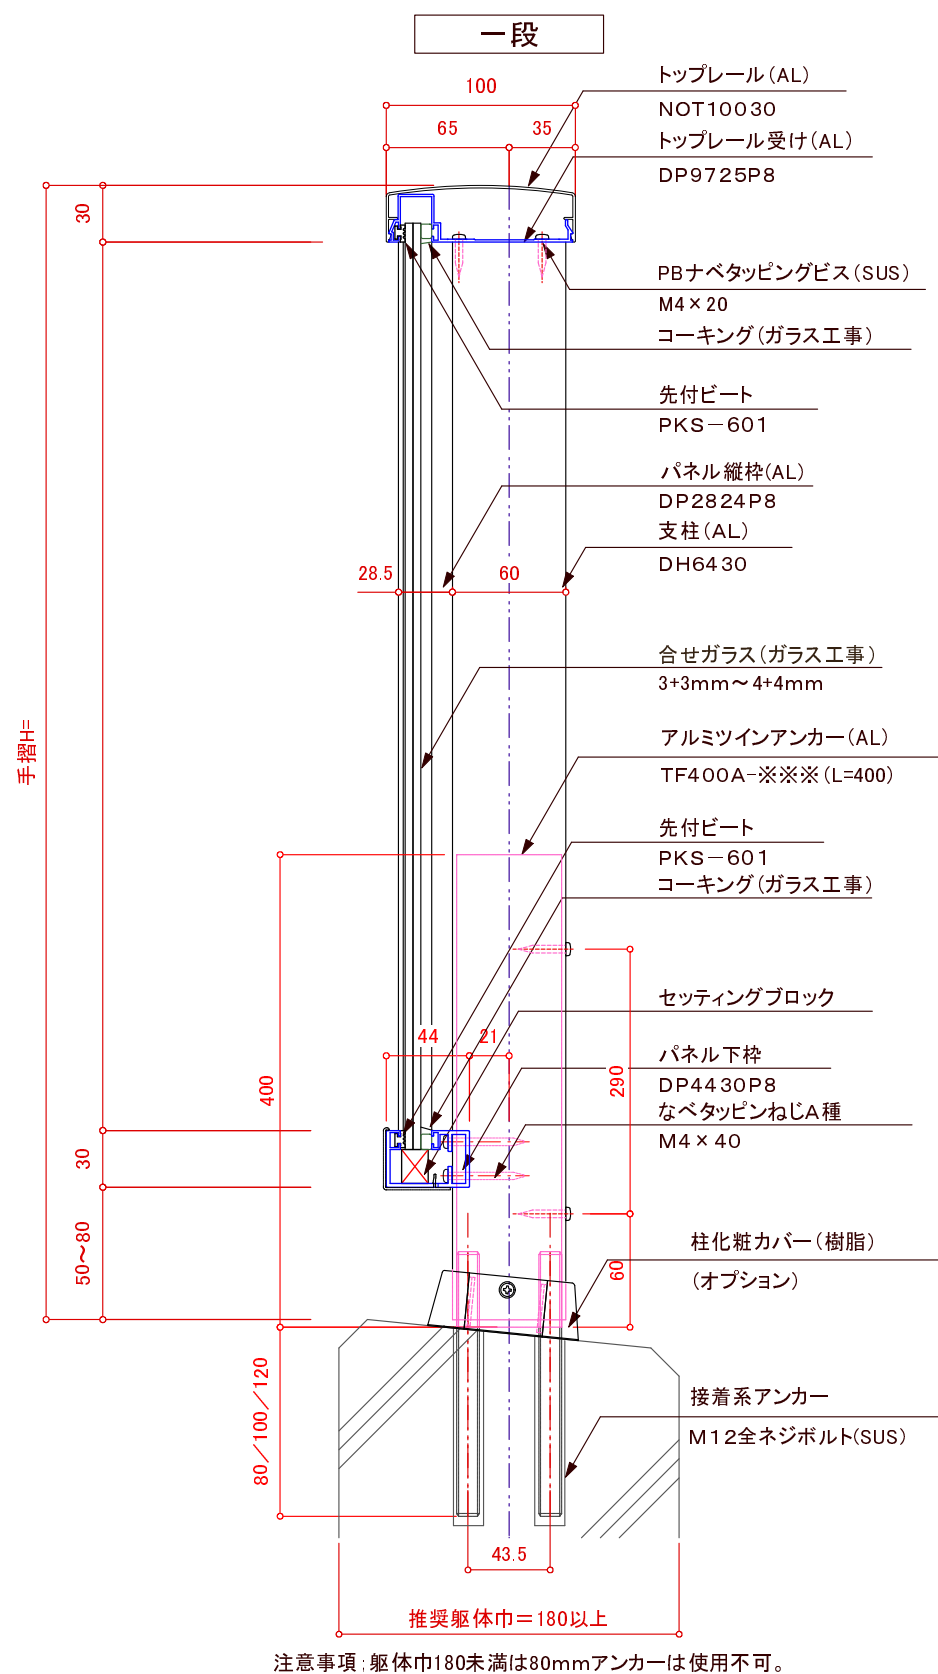 一段
100
65
35
トップレール(AL)
NOT10030
トップレール受け(AL)
DP9725P8
30
PBナベタッピングビス(SUS)
M4×20
コーキング(ガラス工事)
先付ビート
PKS－601
パネル縦枠(AL)
DP2824P8
支柱(AL)
DH6430
28.5
60
合せガラス(ガラス工事)
3+3mm～4+4mm
手摺H=
アルミツインアンカー(AL)
TF400A-※※※(L=400)
先付ビート
PKS－601
コーキング(ガラス工事)
セッティングブロック
44
21
400
290
パネル下枠
DP4430P8
なベタッピンねじA種
M4×40
30
50～80
60
柱化粧カバー(樹脂)
(オプション)
80/100/120
接着系アンカー
M12全ネジボルト(SUS)
43.5
推奨躯体巾＝180以上
注意事項;躯体巾180未満は80mmアンカーは使用不可。